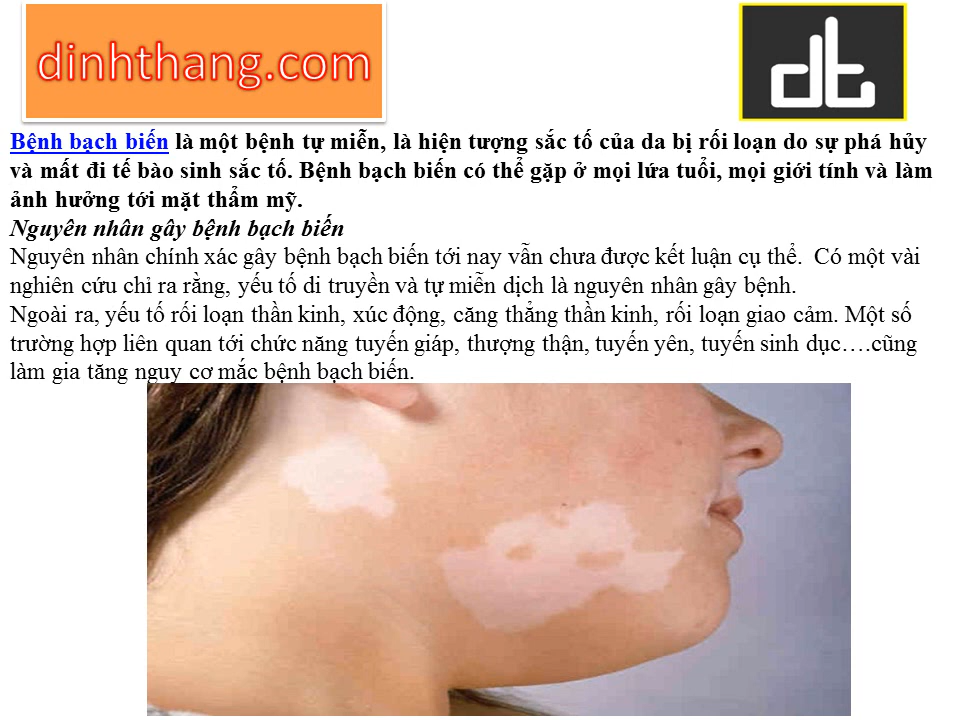 dinhthang.com
dt
Bệnh bạch biến là một bệnh tự miễn, là hiện tượng sắc tố của da bị rối loạn do sự phá hủy
và mất đi tế bào sinh sắc tố. Bệnh bạch biến có thể gặp ở mọi lứa tuổi, mọi giới tính và làm
ảnh hưởng tới mặt thẩm mỹ.
Nguyên nhân gây bệnh bạch biến
Nguyên nhân chính xác gây bệnh bạch biến tới nay vẫn chưa được kết luận cụ thể.  Có một vài
nghiên cứu chỉ ra rằng, yếu tố di truyền và tự miễn dịch là nguyên nhân gây bệnh.
Ngoài ra, yếu tố rối loạn thần kinh, xúc động, căng thẳng thần kinh, rối loạn giao cảm. Một số
trường hợp liên quan tới chức năng tuyến giáp, thượng thận, tuyến yên, tuyến sinh dục….cũng
làm gia tăng nguy cơ mắc bệnh bạch biến.